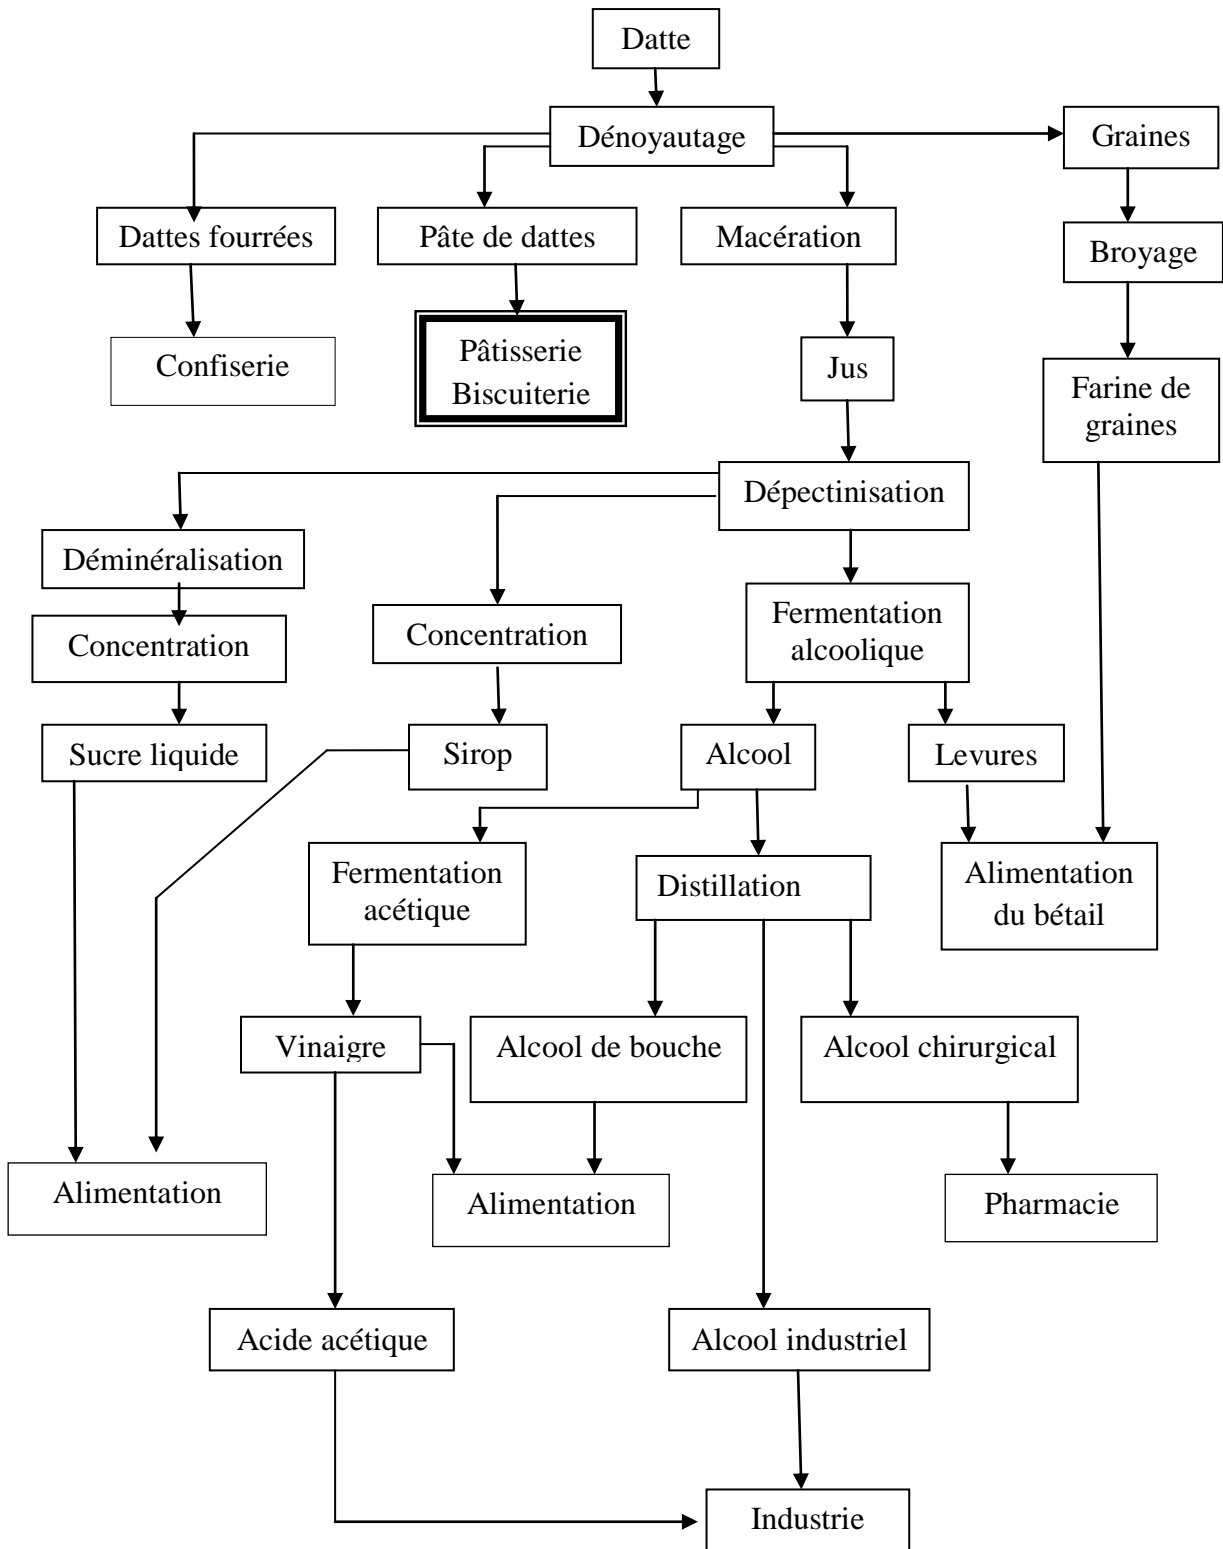 Datte
Dénoyautage
Graines
Dattes fourrées
Pâte de dattes
Macération
Broyage
Confiserie
Pâtisserie
Biscuiterie
Jus
Farine de
graines
Dépectinisation
Déminéralisation
Concentration
Concentration
Fermentation
alcoolique
Sucre liquide
Sirop
Alcool
Levures
Fermentation
acétique
Distillation
Alimentation
du bétail
Vinaigre
Alcool de bouche
Alcool chirurgical
Alimentation
Alimentation
Pharmacie
Acide acétique
Alcool industriel
Industrie